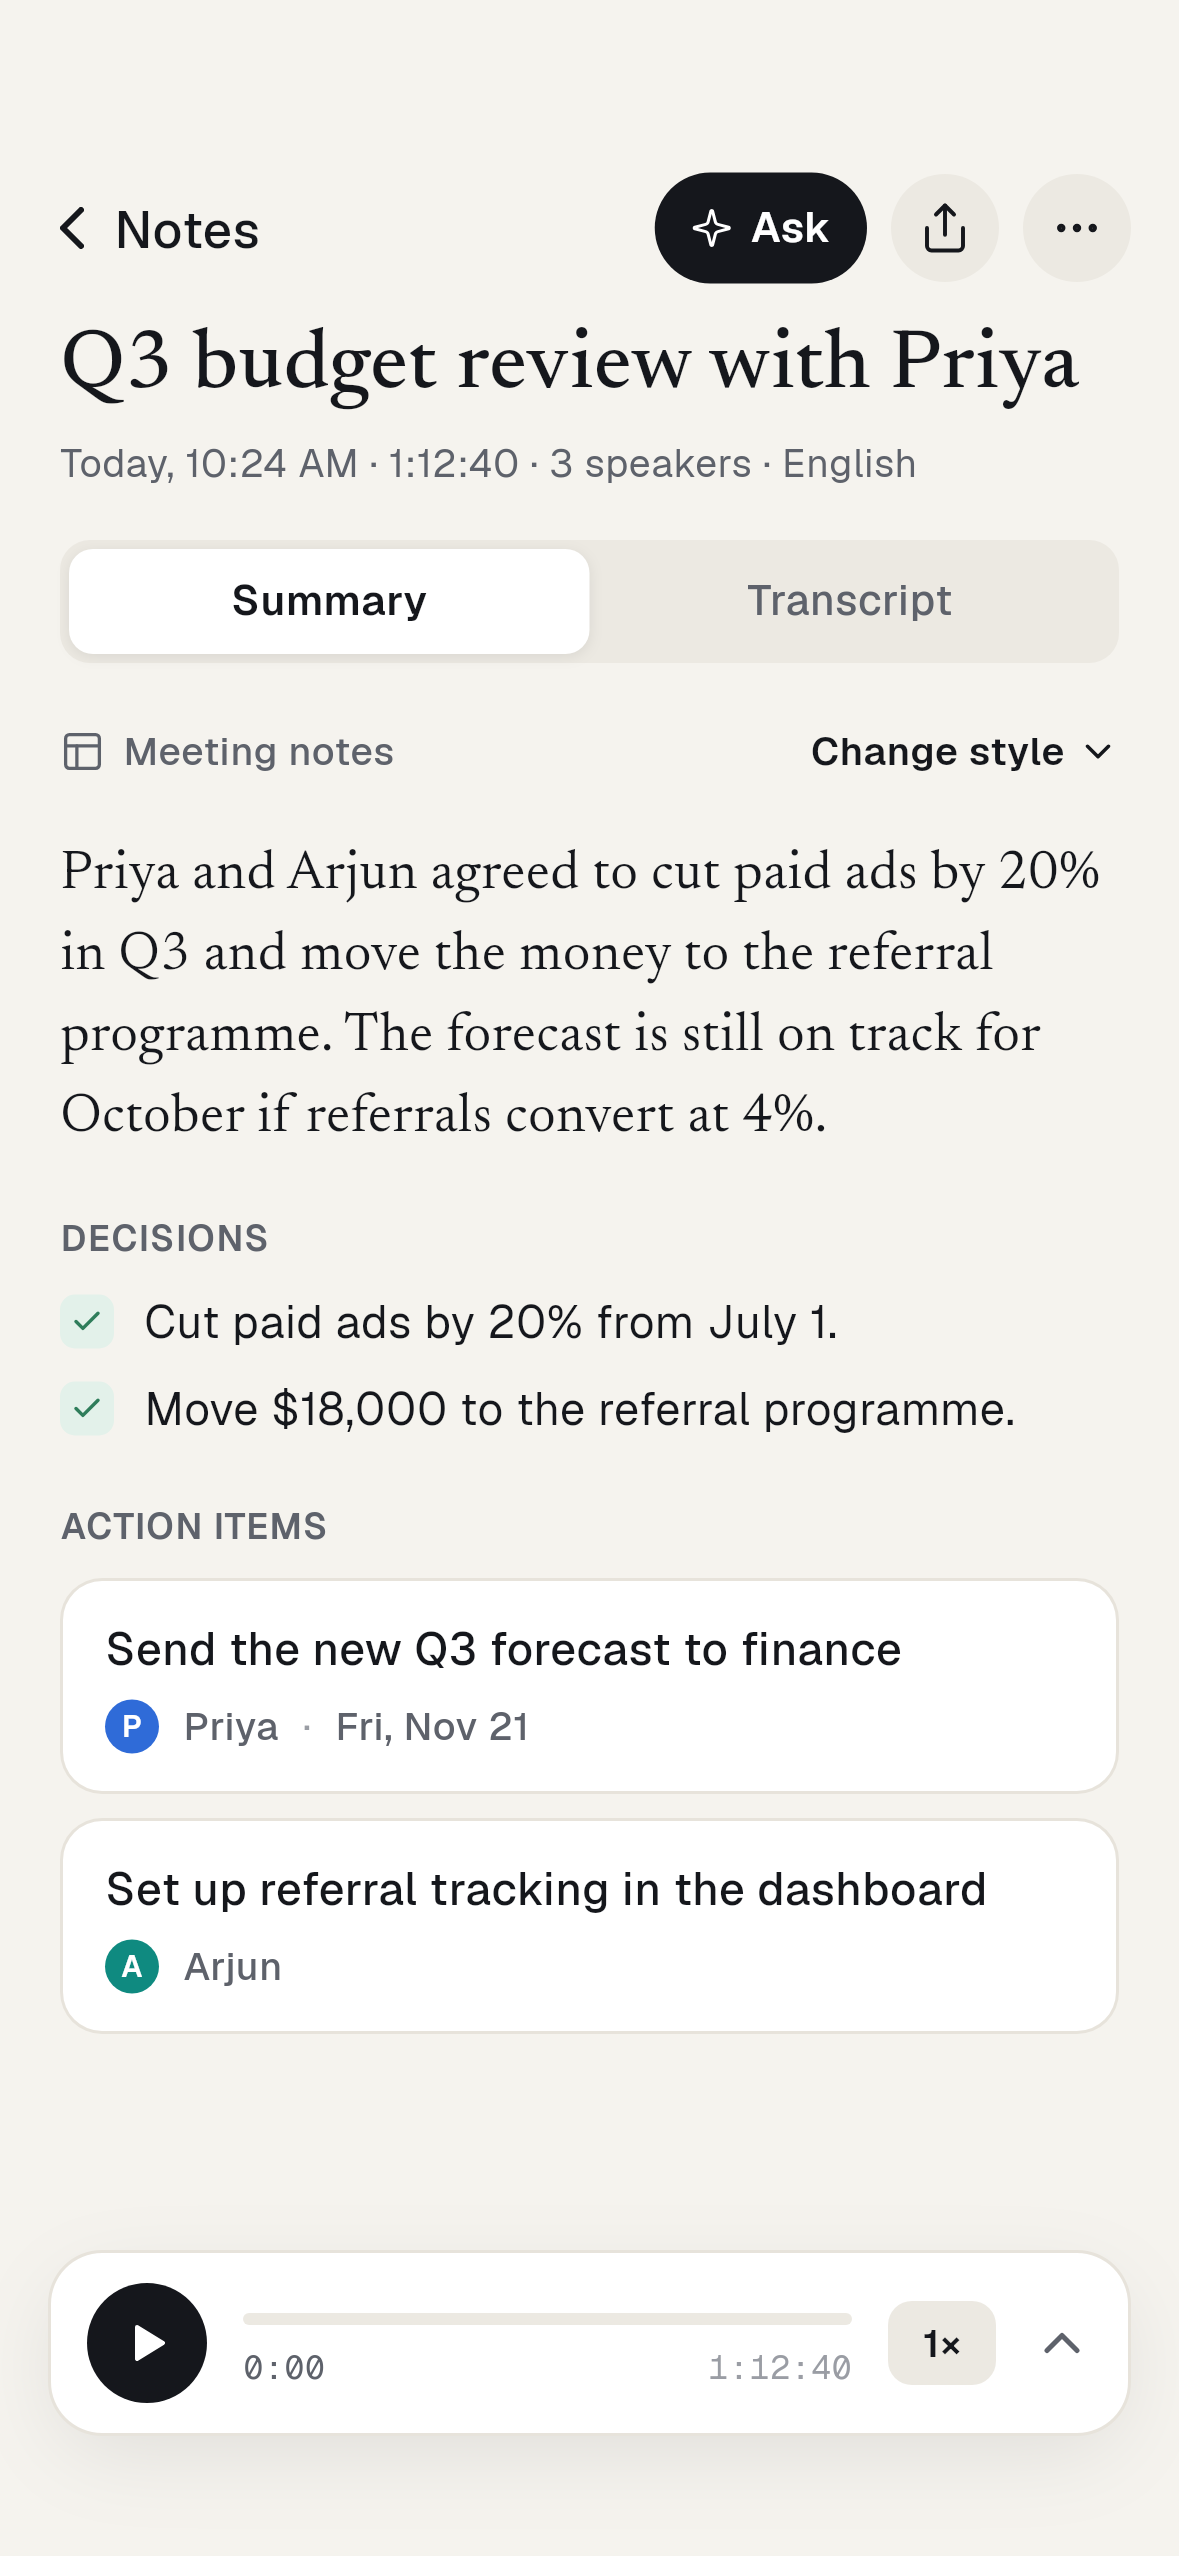 Notes
Ask
Q3 budget review with Priya
Today, 10:24 AM · 1:12:40 · 3 speakers · English
Summary
Transcript
Meeting notes
Change style
Priya and Arjun agreed to cut paid ads by 20%
in Q3 and move the money to the referral
programme. The forecast is still on track for
October if referrals convert at 4%.
DECISIONS
Cut paid ads by 20% from July 1.
Move $18,000 to the referral programme.
ACTION ITEMS
Send the new Q3 forecast to finance
P Priya · Fri, Nov 21
Set up referral tracking in the dashboard
A Arjun
0:00
1:12:40
1×